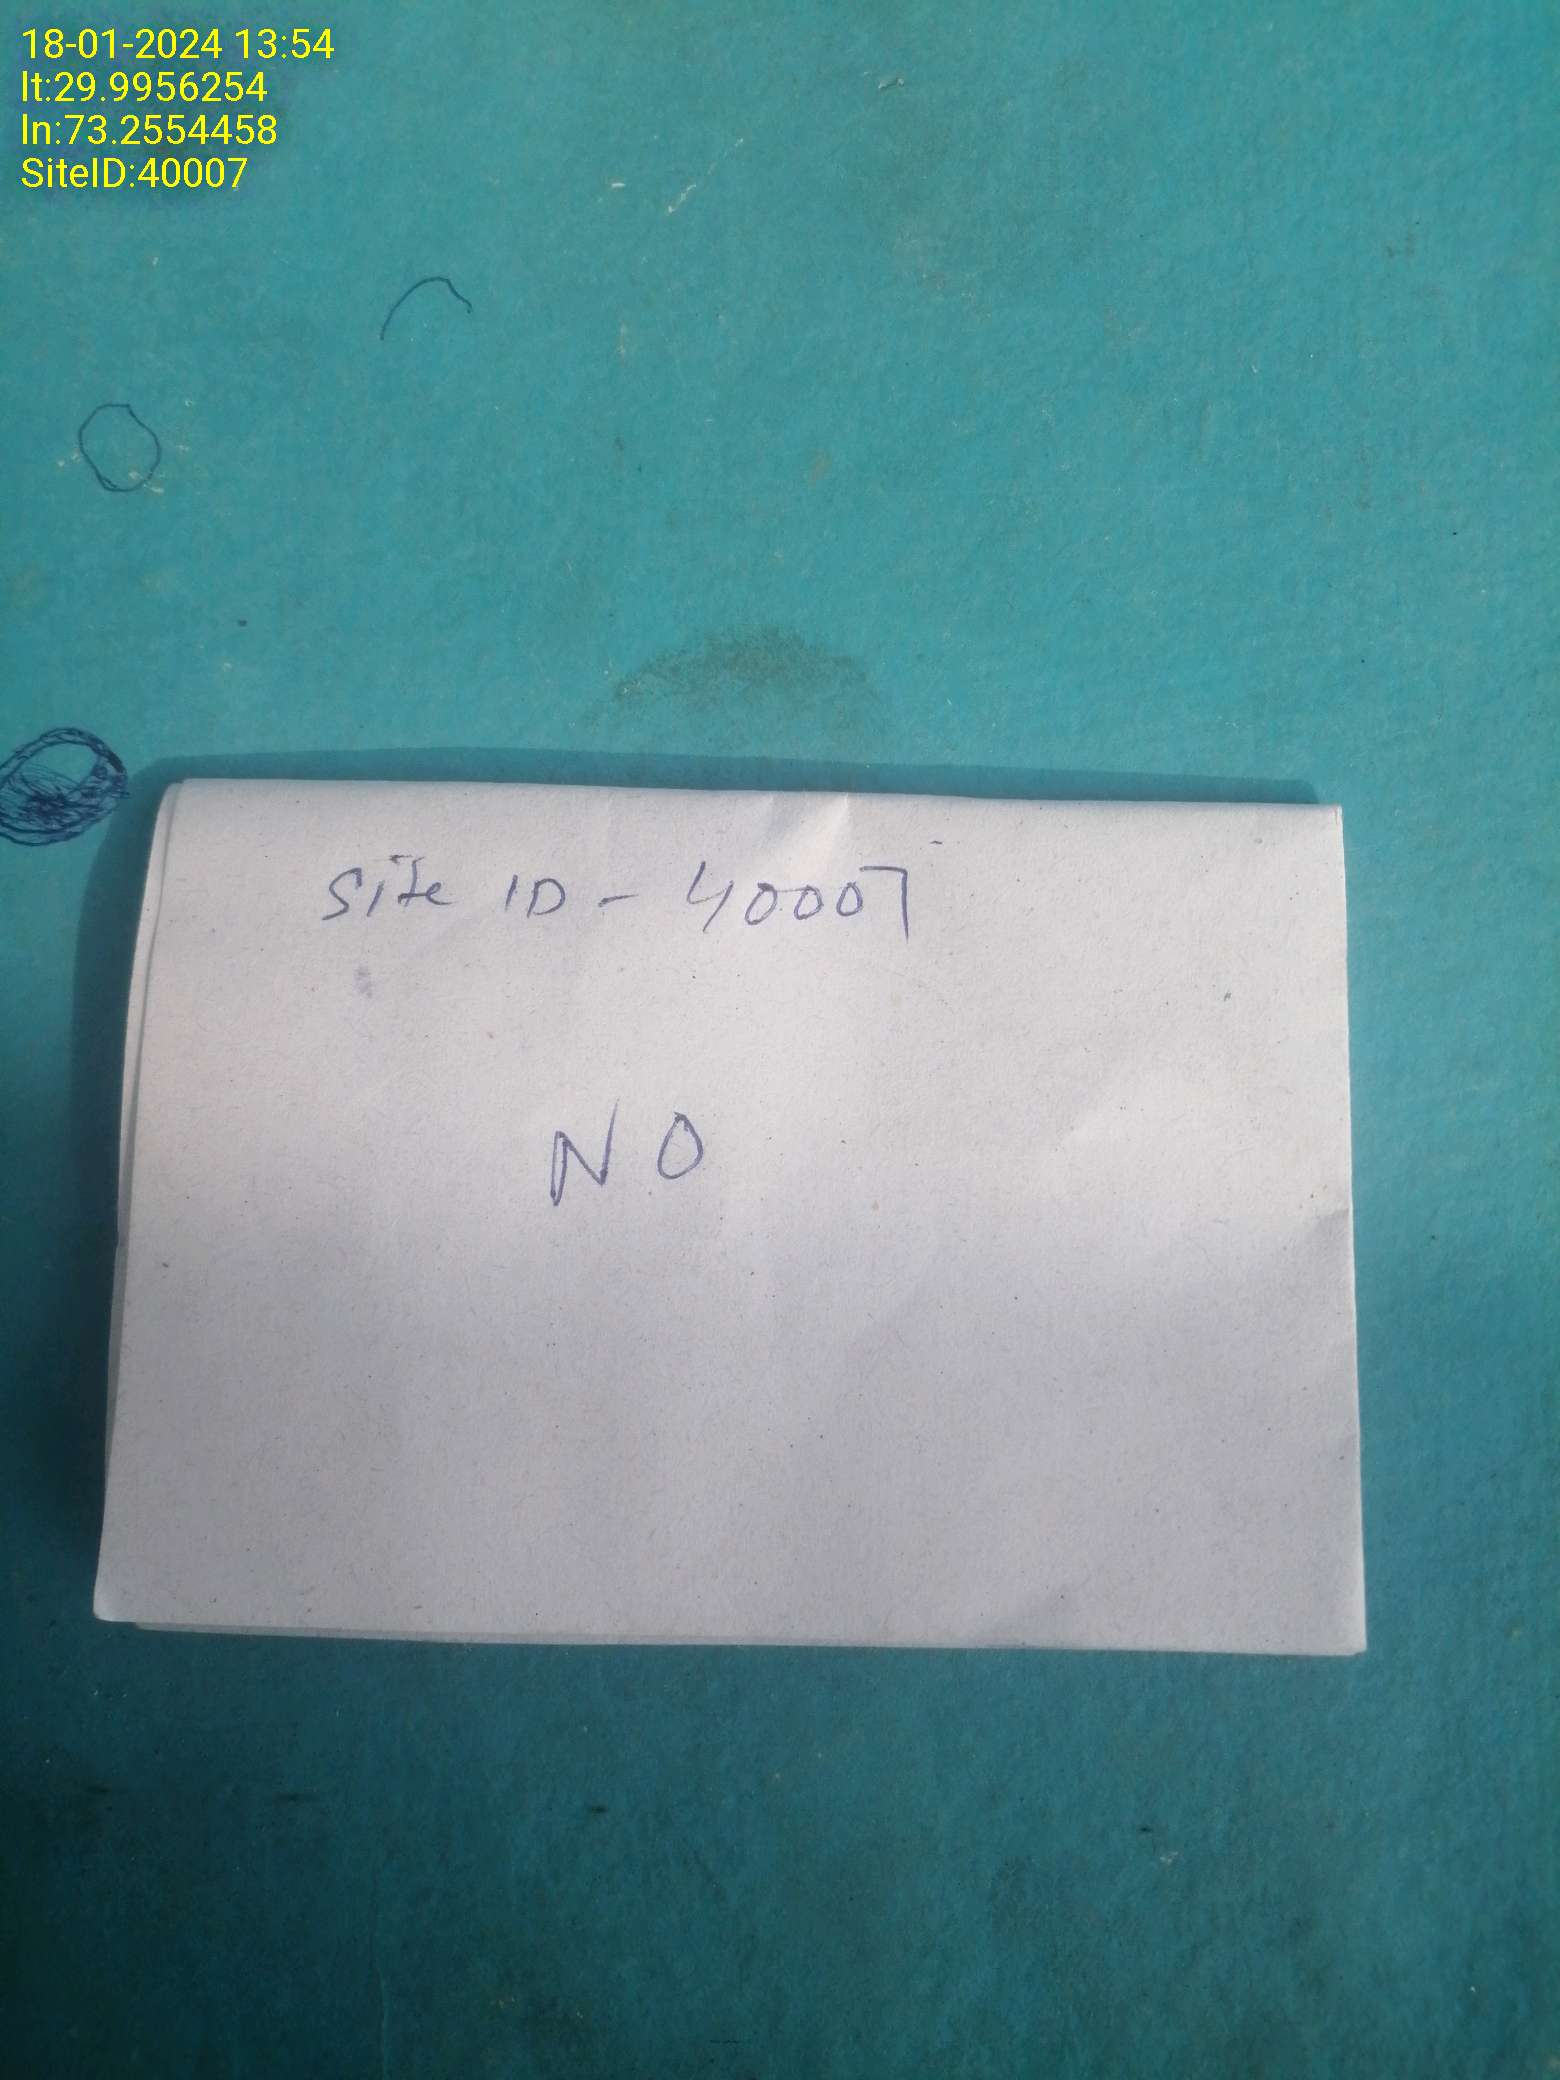 18-01-2024 13:54
lt:29.9956254
ln:73.2554458
SiteID:40007
Site ID - 40007
NO